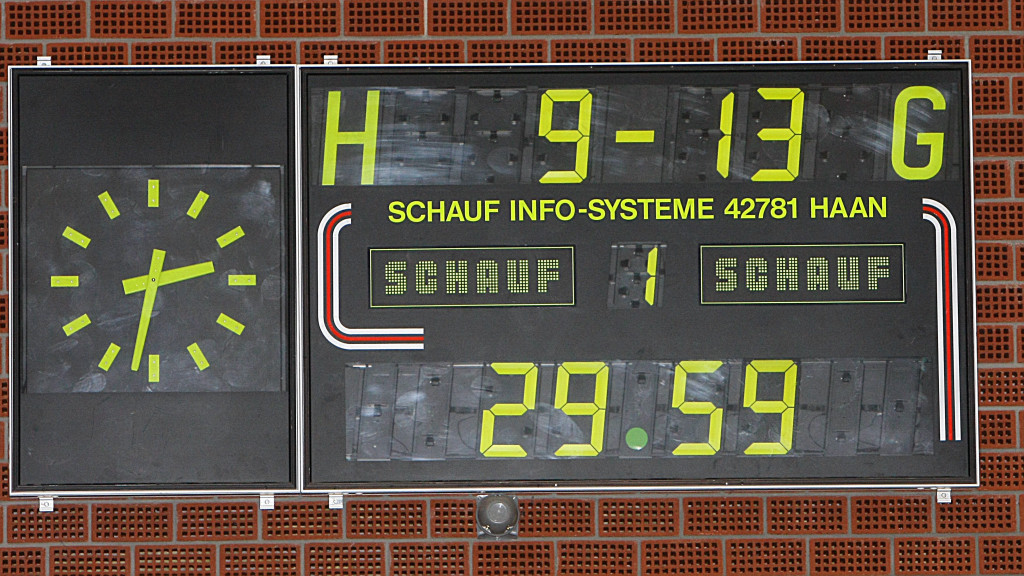 H 9-13 G
SCHAUF INFO-SYSTEME 42781 HAAN
SCHAUF 1 SCHAUF
29.59